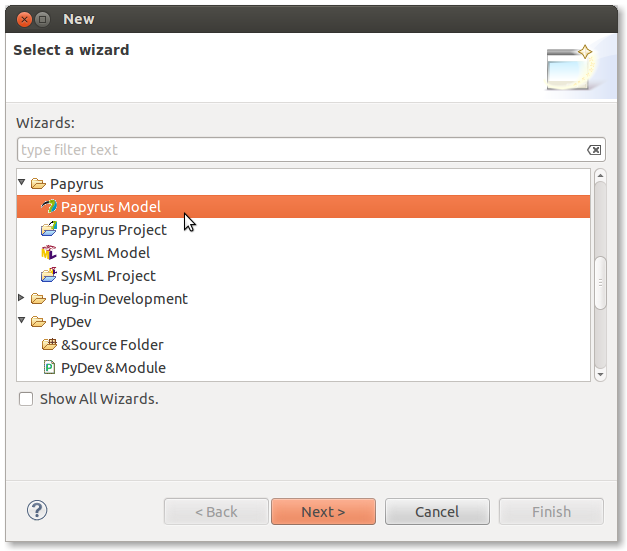 New
Select a wizard
Wizards:
type filter text
Papyrus
Papyrus Model
Papyrus Project
SysML Model
SysML Project
Plug-in Development
PyDev
&Source Folder
PyDev &Module
Show All Wizards.
?
< Back
Next >
Cancel
Finish